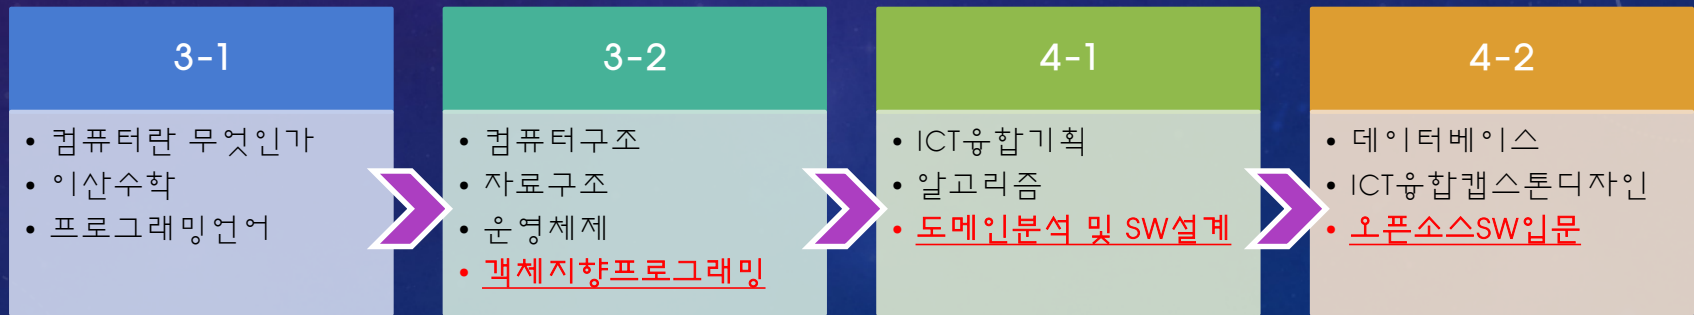 3-1
• 컴퓨터란 무엇인가
• 이산수학
• 프로그래밍언어
3-2
• 컴퓨터구조
• 자료구조
• 운영체제
• 객체지향프로그래밍
4-1
• ICT융합기획
• 알고리즘
• 도메인분석 및 SW설계
4-2
• 데이터베이스
• ICT융합캡스톤디자인
• 오픈소스SW입문